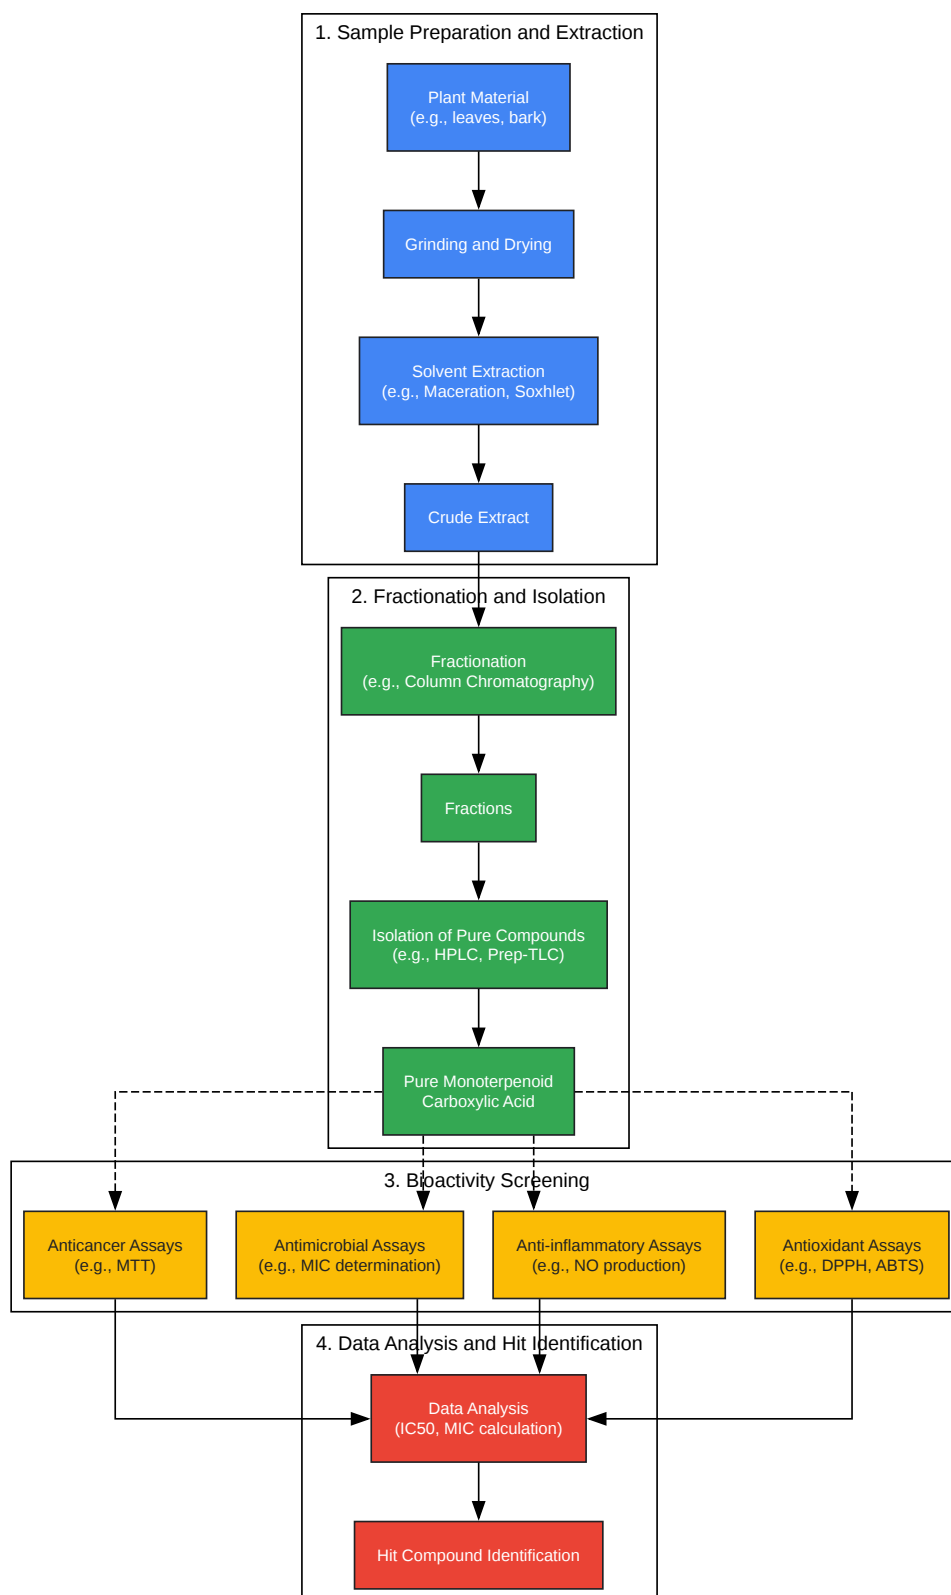 1. Sample Preparation and Extraction
Plant Material
(e.g., leaves, bark)
Grinding and Drying
Solvent Extraction
(e.g., Maceration, Soxhlet)
Crude Extract
2. Fractionation and Isolation
Fractionation
(e.g., Column Chromatography)
Fractions
Isolation of Pure Compounds
(e.g., HPLC, Prep-TLC)
Pure Monoterpenoid
Carboxylic Acid
3. Bioactivity Screening
Anticancer Assays
(e.g., MTT)
Antimicrobial Assays
(e.g., MIC determination)
Anti-inflammatory Assays
(e.g., NO production)
Antioxidant Assays
(e.g., DPPH, ABTS)
4. Data Analysis and Hit Identification
Data Analysis
(IC50, MIC calculation)
Hit Compound Identification